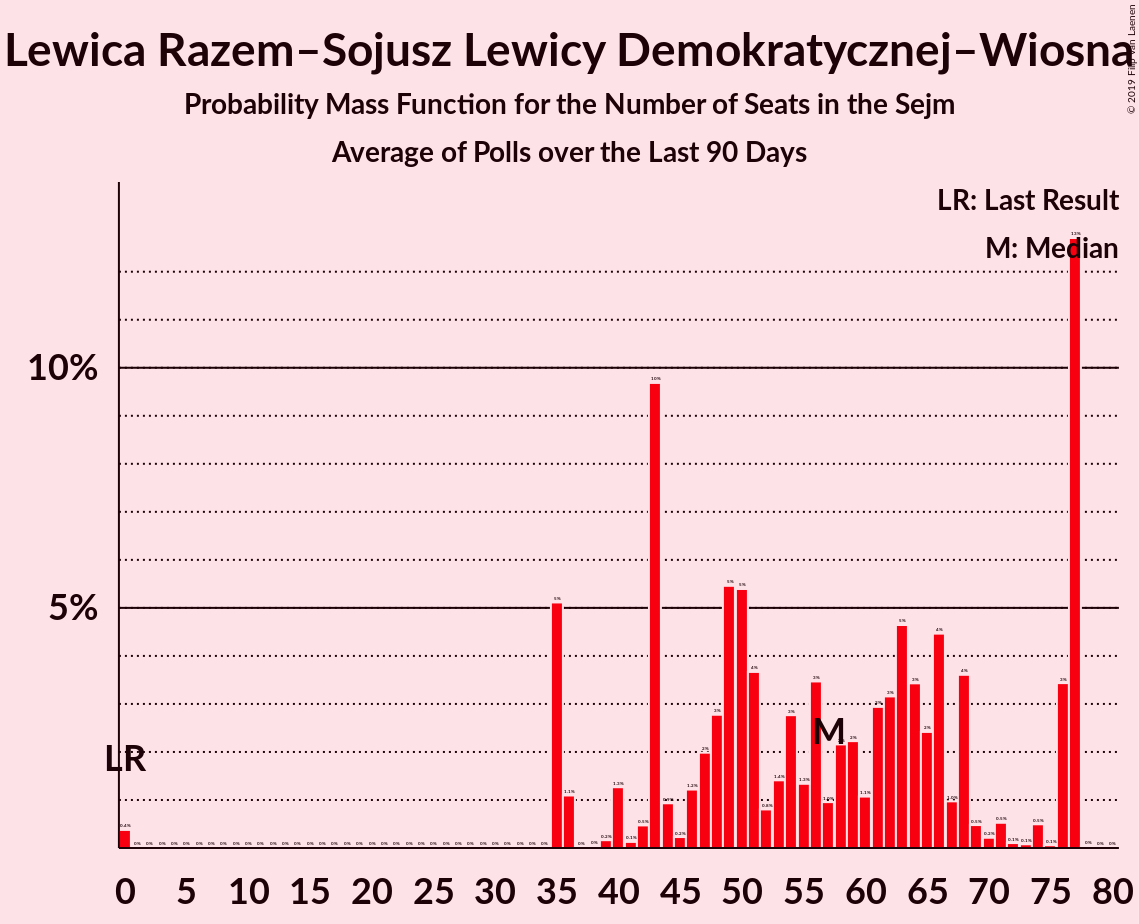 Lewica Razem–Sojusz Lewicy Demokratycznej–Wiosna
© 2019 Filip van Laenen
Probability Mass Function for the Number of Seats in the Sejm
Average of Polls over the Last 90 Days
LR: Last Result
M: Median
10%
5%
LR
M
0 5 10 15 20 25 30 35 40 45 50 55 60 65 70 75 80